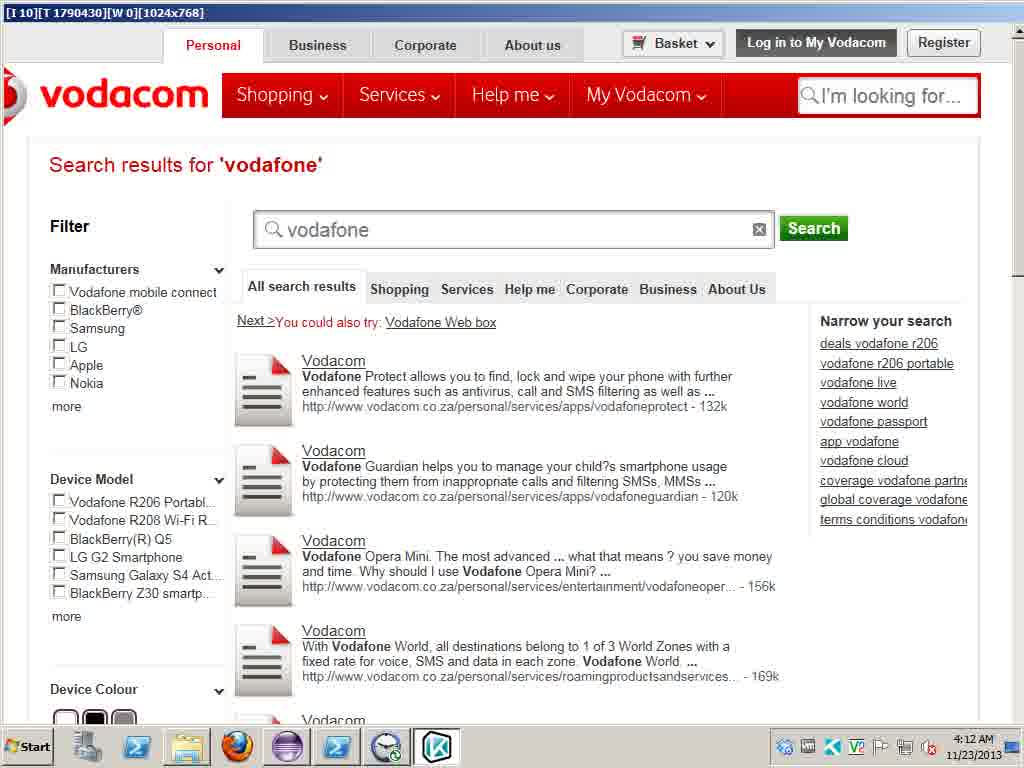 [I 10][T 1790430][W 0][1024x768]
Personal Business Corporate About us Basket Log in to My Vodacom Register
vodacom Shopping Services Help me My Vodacom I'm looking for...
Search results for 'vodafone'
Filter
vodafone Search
Manufacturers
Vodafone mobile connect
BlackBerry®
Samsung
LG
Apple
Nokia
more
Device Model
Vodafone R206 Portabl...
Vodafone R208 Wi-Fi R...
BlackBerry(R) Q5
LG G2 Smartphone
Samsung Galaxy S4 Act...
BlackBerry Z30 smartp...
more
Device Colour
All search results Shopping Services Help me Corporate Business About Us
Next >You could also try: Vodafone Web box
Vodacom
Vodafone Protect allows you to find, lock and wipe your phone with further
enhanced features such as antivirus, call and SMS filtering as well as ...
http://www.vodacom.co.za/personal/services/apps/vodafoneprotect - 132k
Vodacom
Vodafone Guardian helps you to manage your child?s smartphone usage
by protecting them from inappropriate calls and filtering SMSs, MMSs ...
http://www.vodacom.co.za/personal/services/apps/vodafoneguardian - 120k
Vodacom
Vodafone Opera Mini. The most advanced ... what that means ? you save money
and time. Why should I use Vodafone Opera Mini? ...
http://www.vodacom.co.za/personal/services/entertainment/vodafoneoper... - 156k
Vodacom
With Vodafone World, all destinations belong to 1 of 3 World Zones with a
fixed rate for voice, SMS and data in each zone. Vodafone World. ...
http://www.vodacom.co.za/personal/services/roamingproductsandservices... - 169k
Vodacom
Narrow your search
deals vodafone r206
vodafone r206 portable
vodafone live
vodafone world
vodafone passport
app vodafone
vodafone cloud
coverage vodafone partne
global coverage vodafone
terms conditions vodafone
Start
4:12 AM
11/23/2013